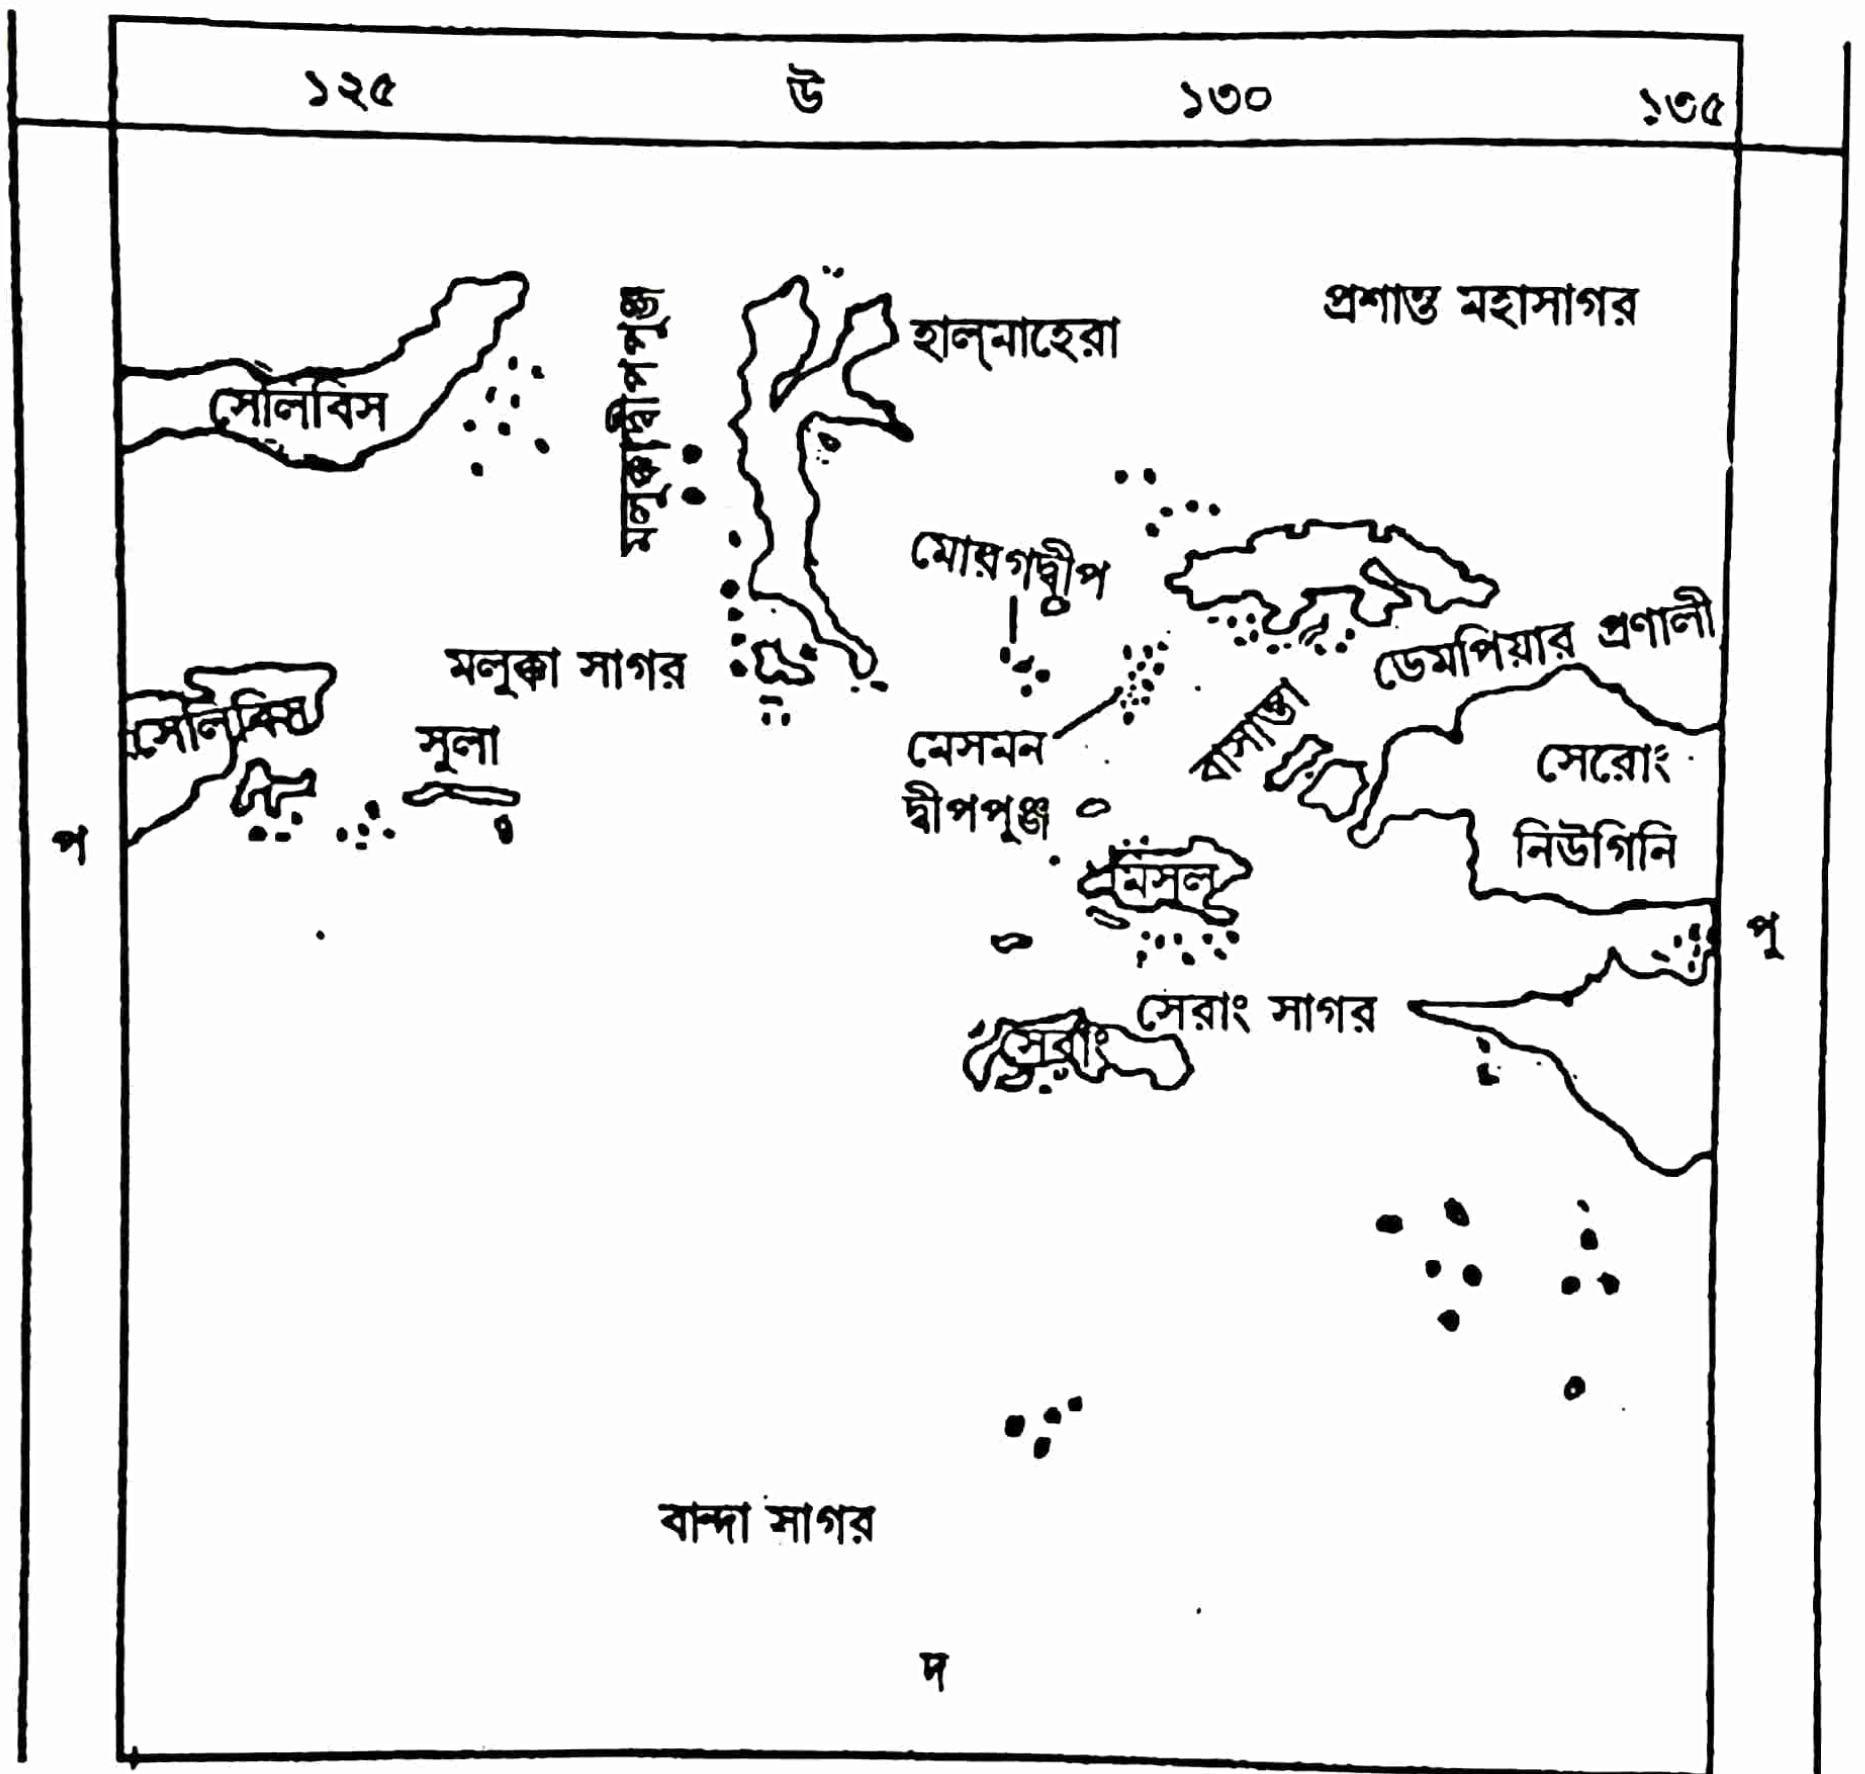 ১২৫ উ ১৩০ ১৩৫
প্রশান্ত মহাসাগর
হাল্‌মাহেরা
সেলিবিস
মোরগদ্বীপ
ডেমপিয়ার প্রণালী
মলুক্কা সাগর
সেলিবিস
সুলা
মেসমন
দ্বীপপুঞ্জ
বাসান্তা
সেরোং
নিউগিনি
প
মিসুল
পূ
সেরাং সাগর
সেরাং
বান্দা সাগর
দ